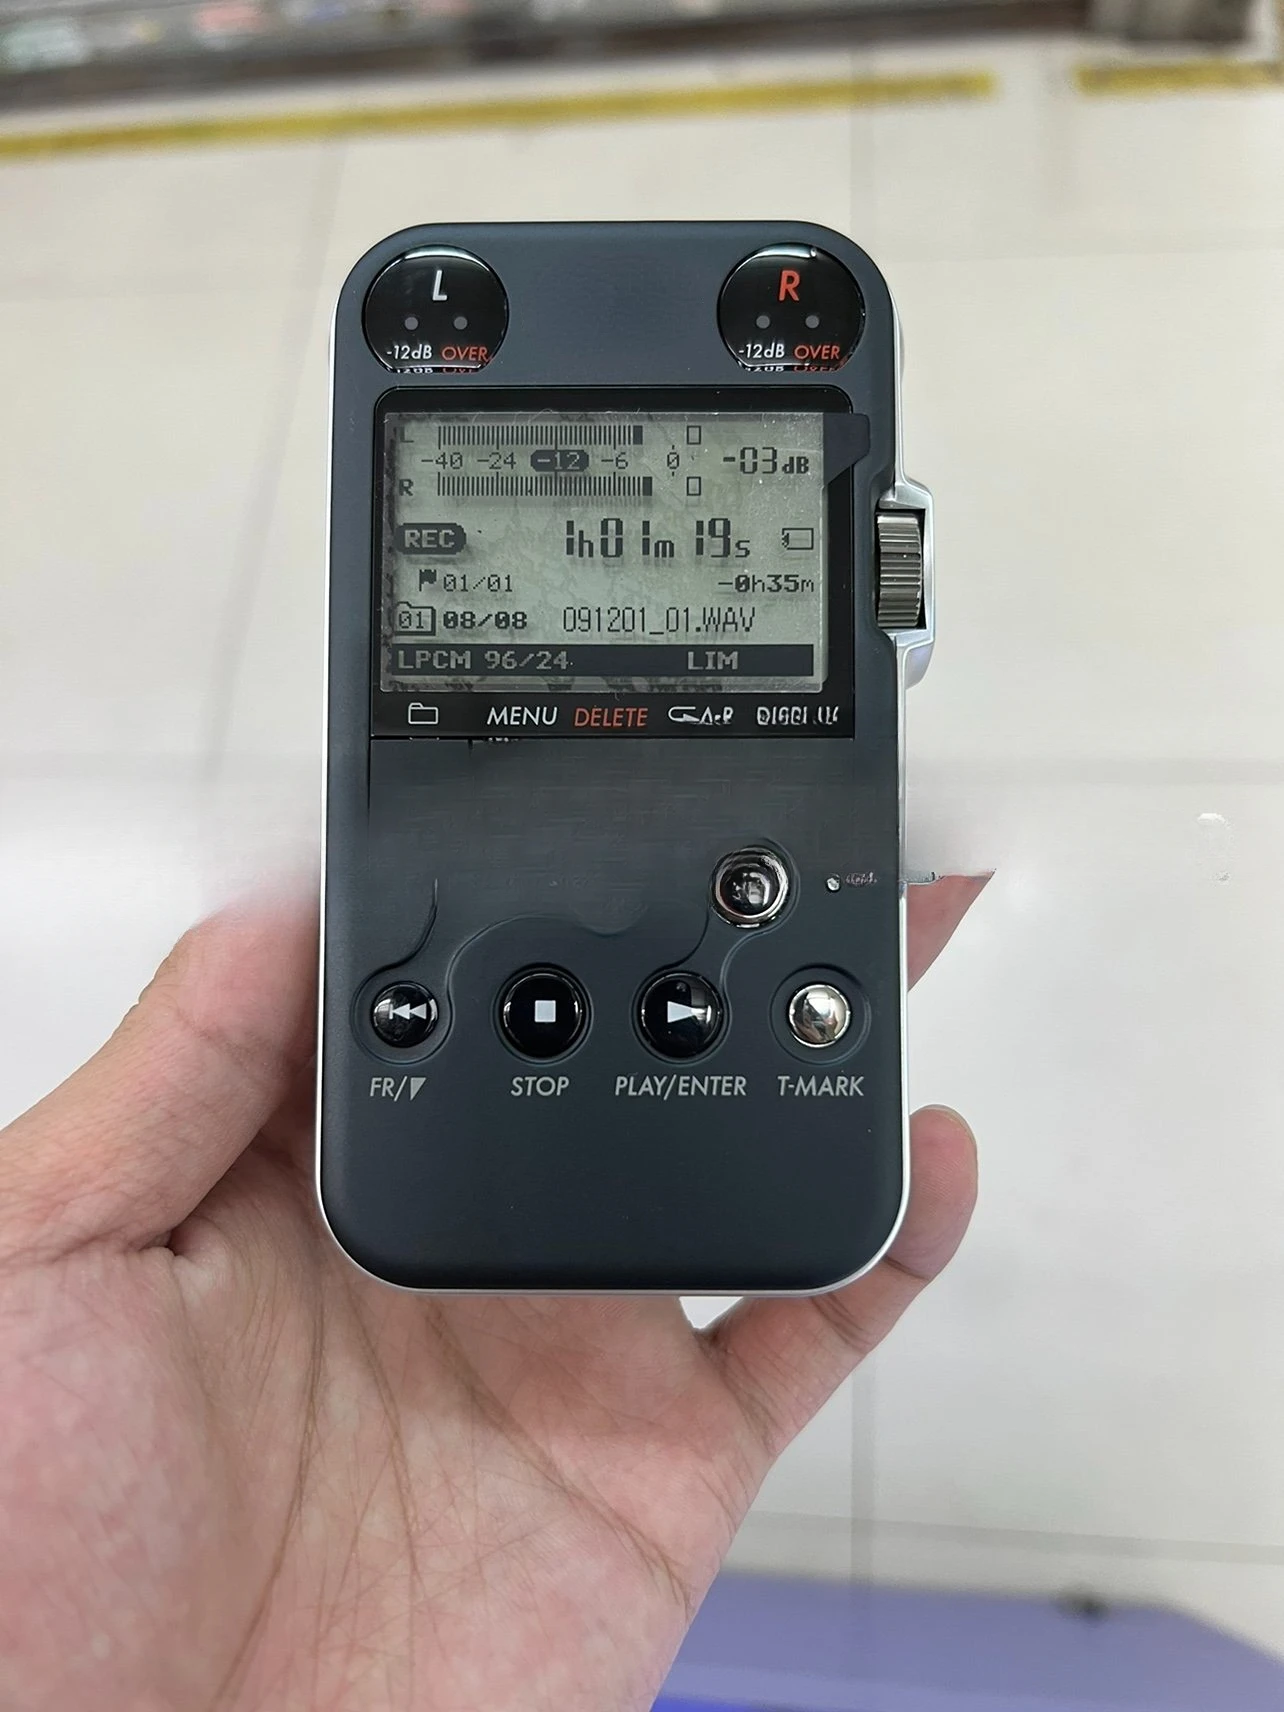 L R
-12dB OVER -12dB OVER
L
-40 -24 -12 -6 0 -03dB
R
REC 1h01m19s
01/01 -0h35m
01 08/08 091201_01.WAV
LPCM 96/24 LIM
MENU DELETE
FR/ STOP PLAY/ENTER T-MARK